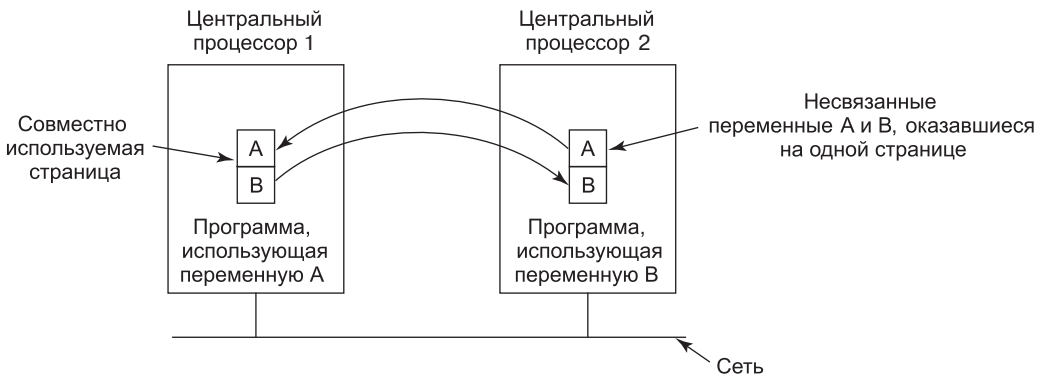 Центральный
процессор 1
Центральный
процессор 2
Совместно
используемая
страница
A
B
A
B
Несвязанные
переменные A и B, оказавшиеся
на одной странице
Программа,
использующая
переменную A
Программа,
использующая
переменную B
Сеть